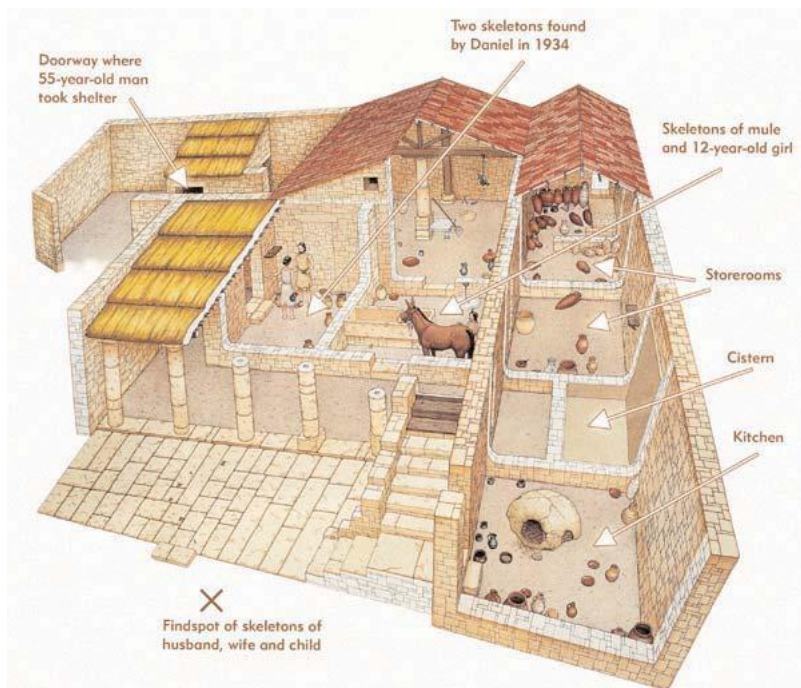 Two skeletons found
by Daniel in 1934
Doorway where
55-year-old man
took shelter
Skeletons of mule
and 12-year-old girl
Storerooms
Cistern
Kitchen
Findspot of skeletons of
husband, wife and child